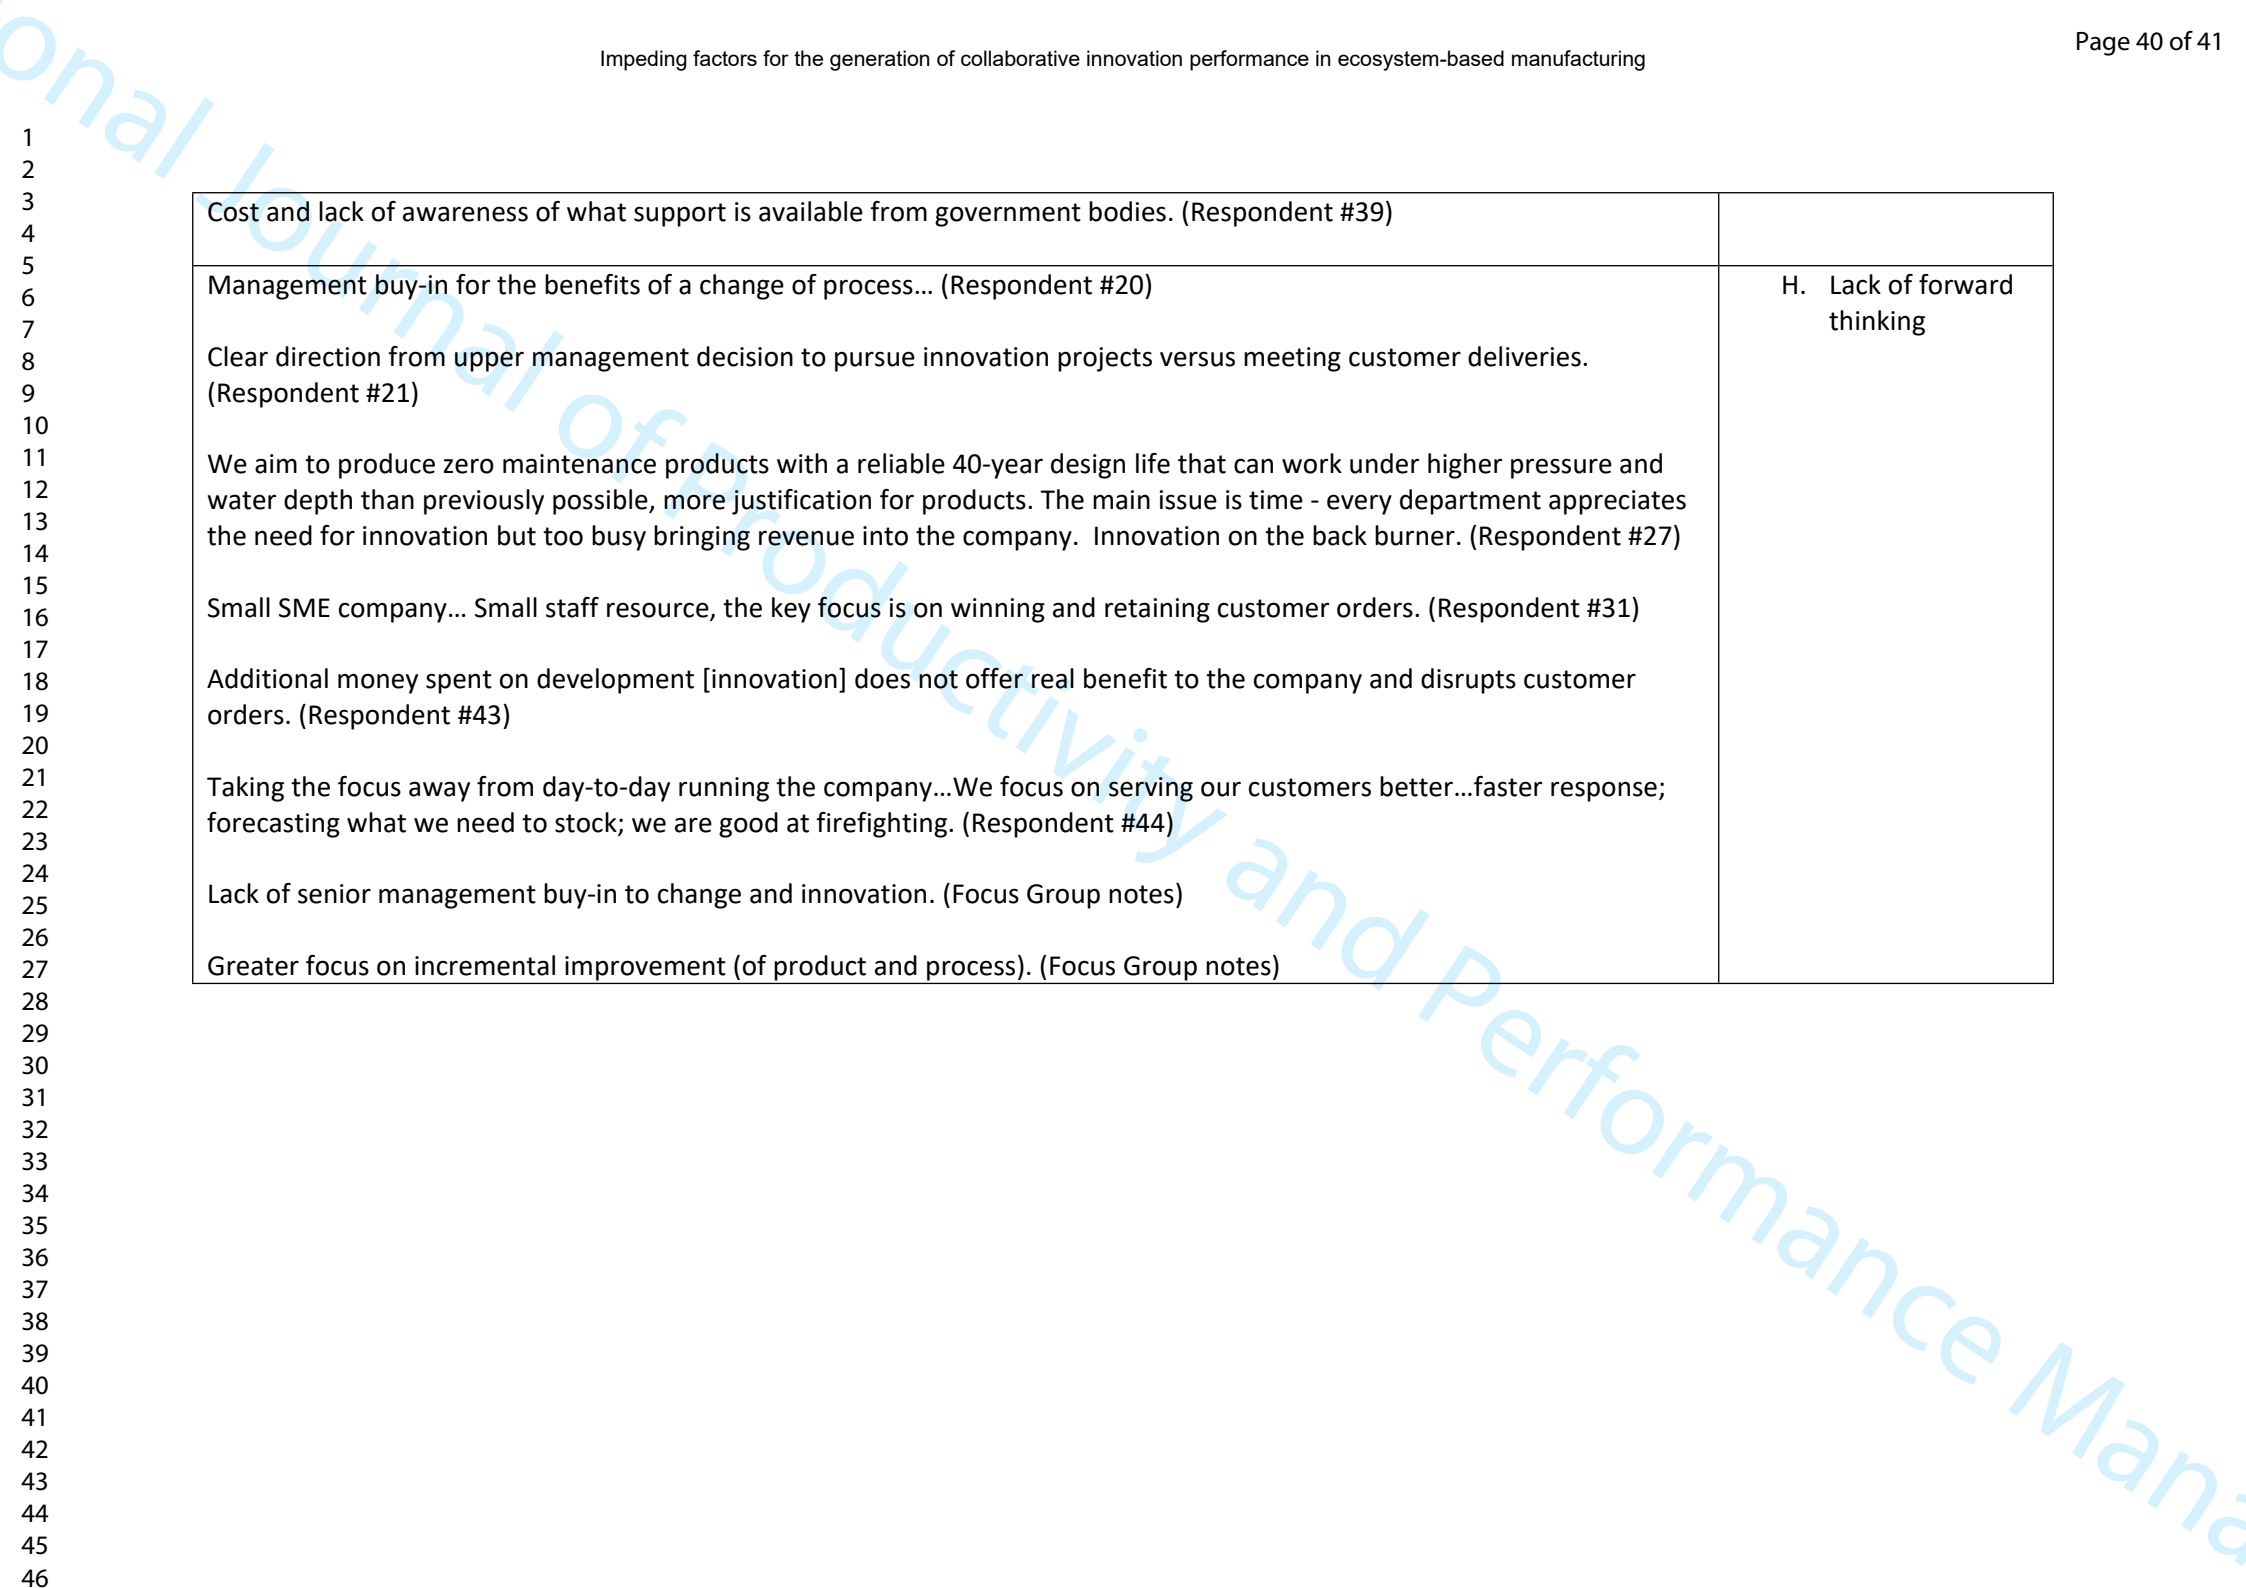 Page 40 of 41
Impeding factors for the generation of collaborative innovation performance in ecosystem-based manufacturing
1
2
3
4
5
6
7
8
9
10
11
12
13
14
15
16
17
18
19
20
21
22
23
24
25
26
27
28
29
30
31
32
33
34
35
36
37
38
39
40
41
42
43
44
45
46
Cost and lack of awareness of what support is available from government bodies. (Respondent #39)
Management buy-in for the benefits of a change of process… (Respondent #20)
Clear direction from upper management decision to pursue innovation projects versus meeting customer deliveries.
(Respondent #21)
We aim to produce zero maintenance products with a reliable 40-year design life that can work under higher pressure and
water depth than previously possible, more justification for products. The main issue is time - every department appreciates
the need for innovation but too busy bringing revenue into the company.  Innovation on the back burner. (Respondent #27)
Small SME company… Small staff resource, the key focus is on winning and retaining customer orders. (Respondent #31)
Additional money spent on development [innovation] does not offer real benefit to the company and disrupts customer
orders. (Respondent #43)
Taking the focus away from day-to-day running the company…We focus on serving our customers better…faster response;
forecasting what we need to stock; we are good at firefighting. (Respondent #44)
Lack of senior management buy-in to change and innovation. (Focus Group notes)
Greater focus on incremental improvement (of product and process). (Focus Group notes)
H. Lack of forward
thinking
onal Journal of Productivity and Performance Mana